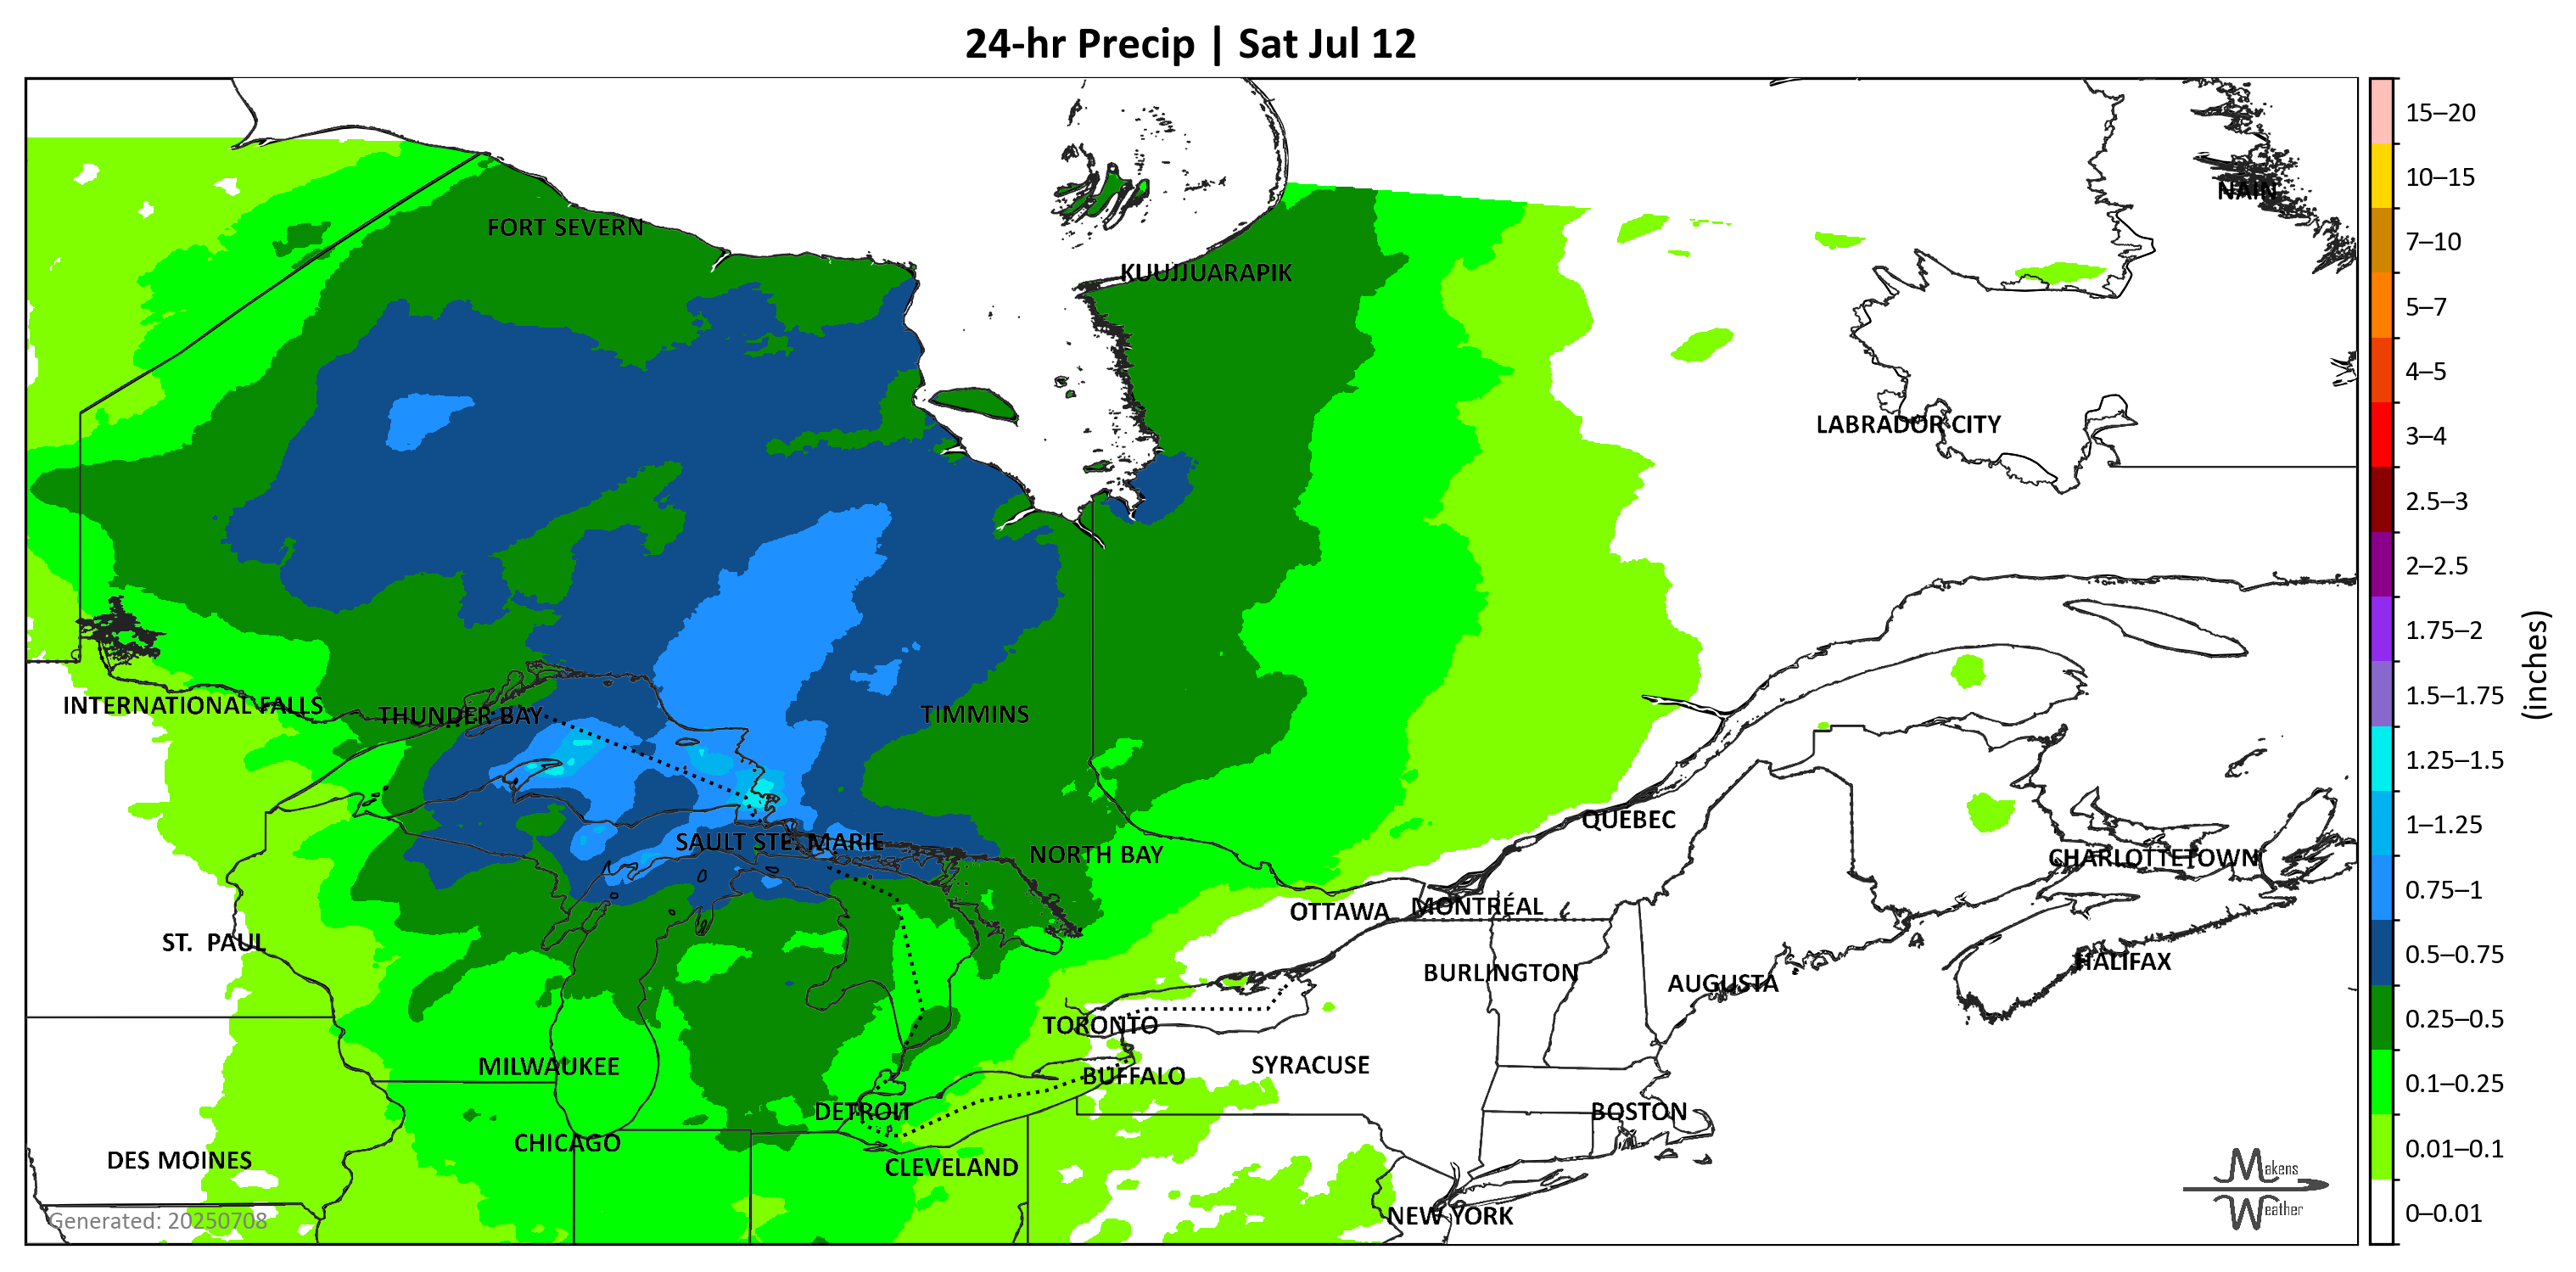 24-hr Precip | Sat Jul 12
NAIN
FORT SEVERN
KUUJJUARAPIK
LABRADOR CITY
INTERNATIONAL FALLS
THUNDER BAY
TIMMINS
QUÉBEC
SAULT STE. MARIE
NORTH BAY
CHARLOTTETOWN
OTTAWA
MONTRÉAL
ST. PAUL
HALIFAX
BURLINGTON
AUGUSTA
TORONTO
MILWAUKEE
SYRACUSE
BUFFALO
DETROIT
BOSTON
CHICAGO
DES MOINES
CLEVELAND
NEW YORK
Generated: 20250708
Makens
Weather
15–20
10–15
7–10
5–7
4–5
3–4
2.5–3
2–2.5
1.75–2
1.5–1.75
1.25–1.5
1–1.25
0.75–1
0.5–0.75
0.25–0.5
0.1–0.25
0.01–0.1
0–0.01
(inches)